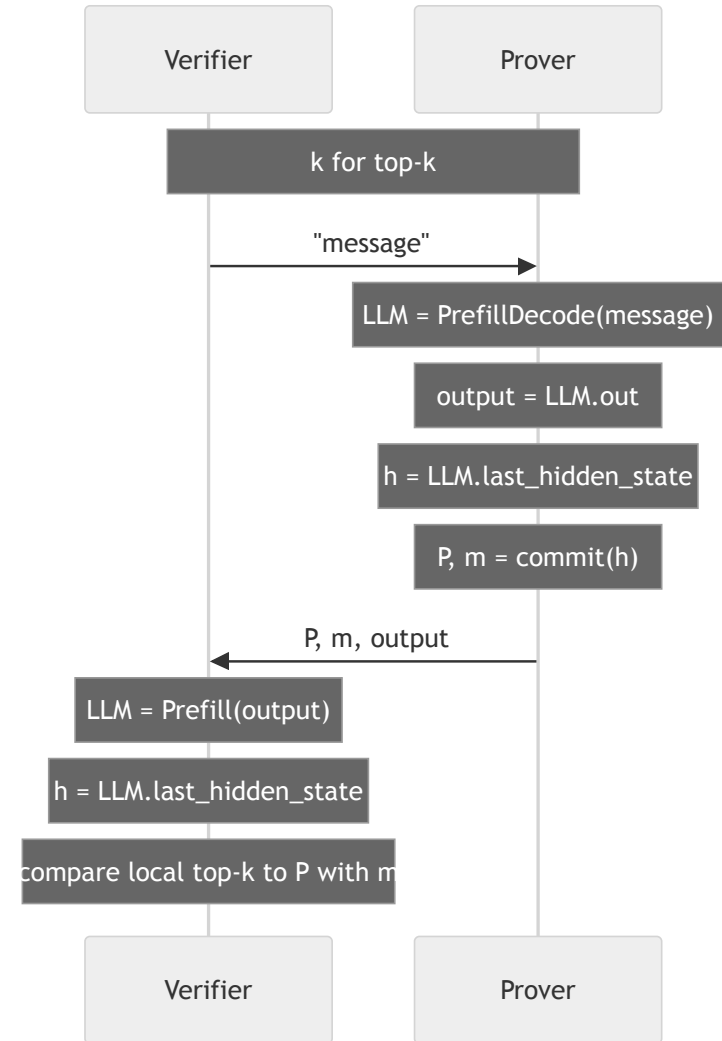 Verifier
Prover
k for top-k
"message"
LLM = PrefillDecode(message)
output = LLM.out
h = LLM.last_hidden_state
P, m = commit(h)
P, m, output
LLM = Prefill(output)
h = LLM.last_hidden_state
compare local top-k to P with m
Verifier
Prover